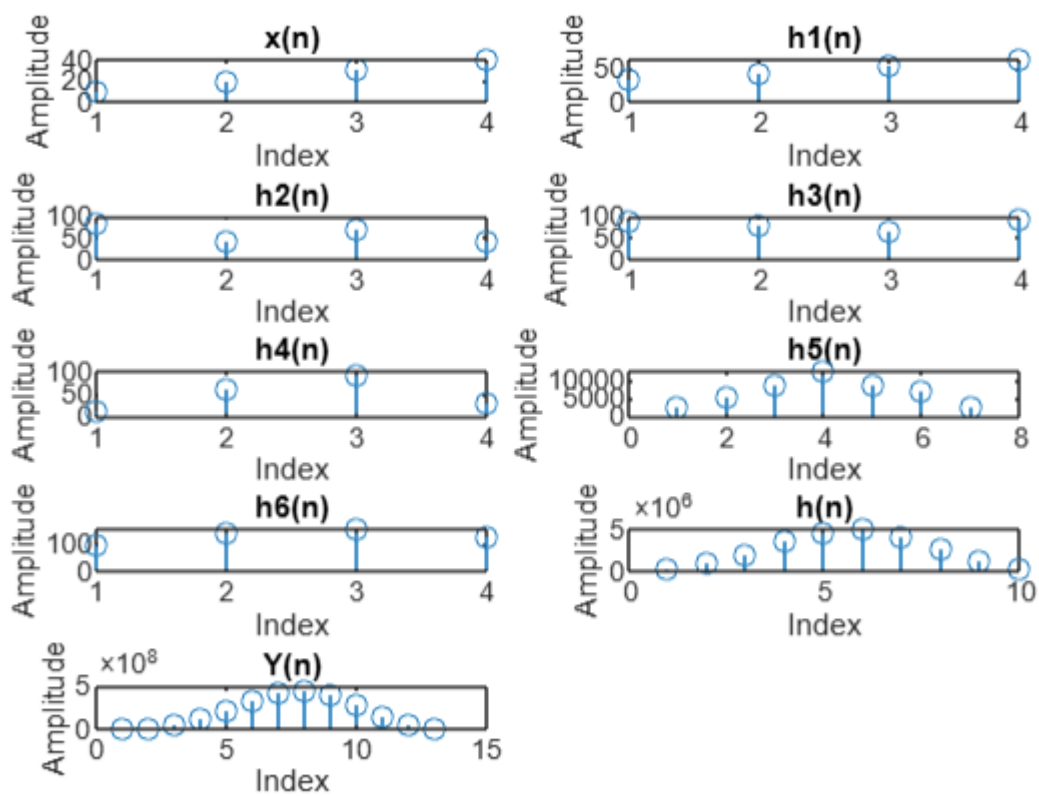 x(n)
Amplitude
40
20
0
1 2 3 4
Index
h1(n)
Amplitude
50
0
1 2 3 4
Index
h2(n)
Amplitude
100
50
0
1 2 3 4
Index
h3(n)
Amplitude
100
50
0
1 2 3 4
Index
h4(n)
Amplitude
100
50
0
1 2 3 4
Index
h5(n)
Amplitude
10000
5000
0
0 2 4 6 8
Index
h6(n)
Amplitude
100
0
1 2 3 4
Index
×10⁶
h(n)
Amplitude
5
0
0 5 10
Index
×10⁸
Y(n)
Amplitude
5
0
0 5 10 15
Index